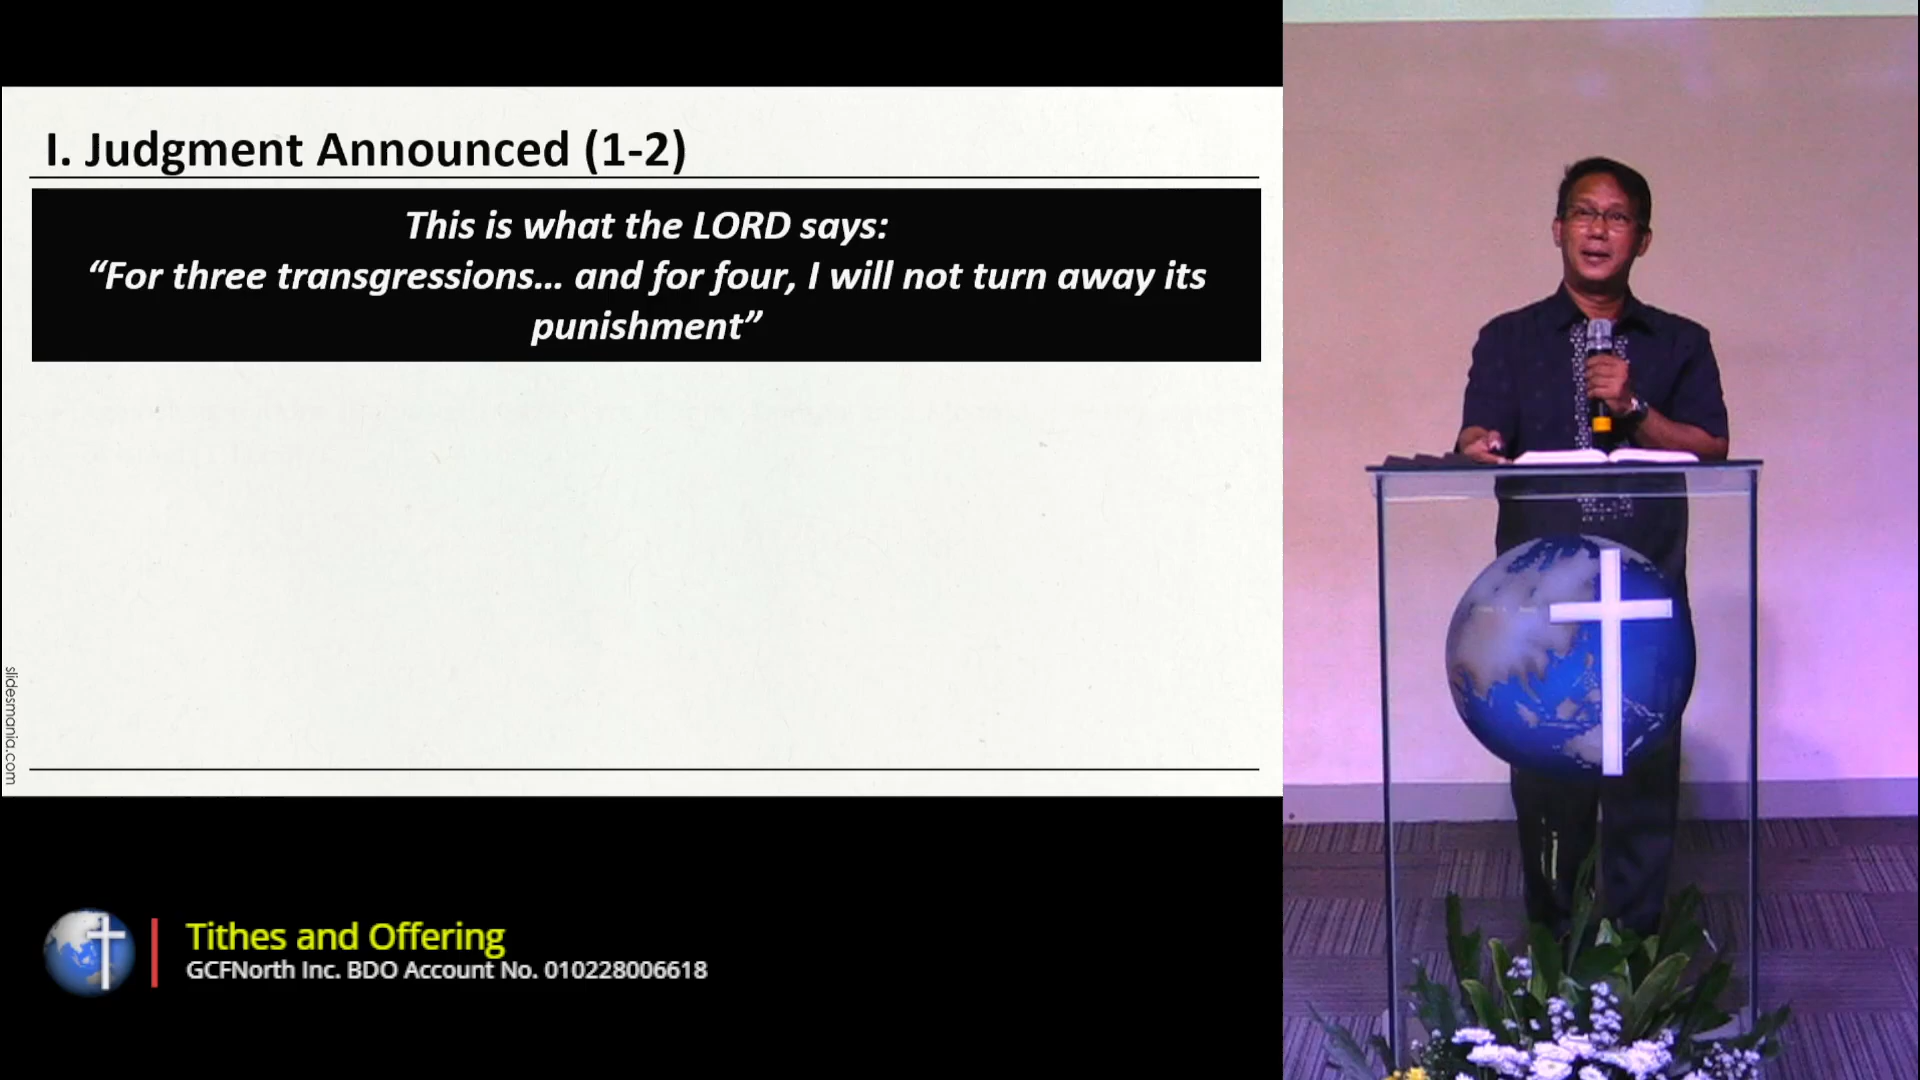 I. Judgment Announced (1-2)
This is what the LORD says:
“For three transgressions... and for four, I will not turn away its
punishment”
slidesmania.com
Tithes and Offering
GCFNorth Inc. BDO Account No. 010228006618